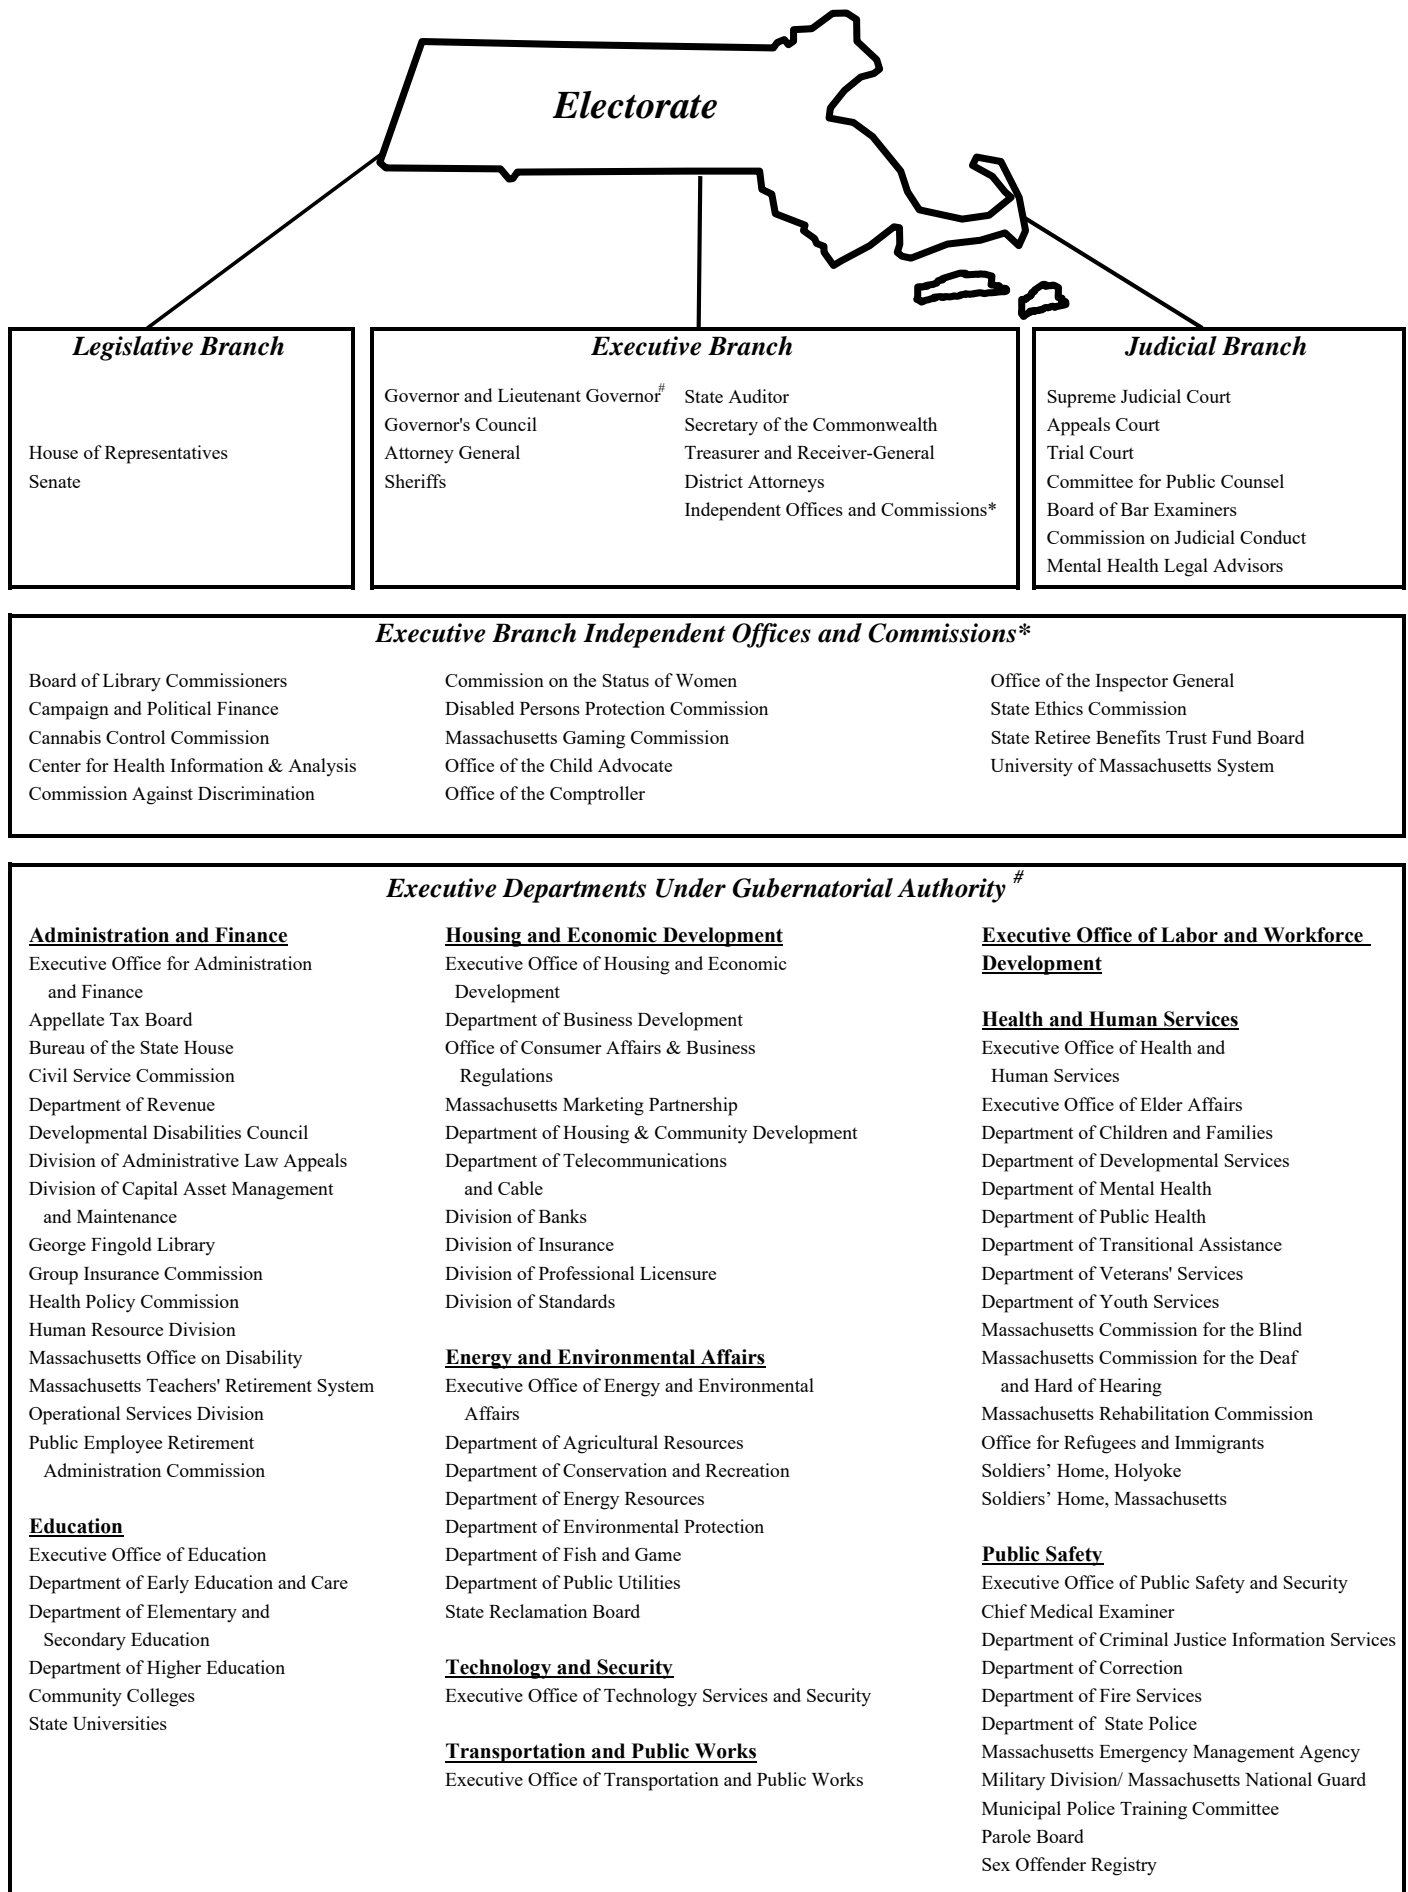 Electorate
Legislative Branch
House of Representatives
Senate
Executive Branch
Governor and Lieutenant Governor#
Governor's Council
Attorney General
Sheriffs
State Auditor
Secretary of the Commonwealth
Treasurer and Receiver-General
District Attorneys
Independent Offices and Commissions*
Judicial Branch
Supreme Judicial Court
Appeals Court
Trial Court
Committee for Public Counsel
Board of Bar Examiners
Commission on Judicial Conduct
Mental Health Legal Advisors
Executive Branch Independent Offices and Commissions*
Board of Library Commissioners
Campaign and Political Finance
Cannabis Control Commission
Center for Health Information & Analysis
Commission Against Discrimination
Commission on the Status of Women
Disabled Persons Protection Commission
Massachusetts Gaming Commission
Office of the Child Advocate
Office of the Comptroller
Office of the Inspector General
State Ethics Commission
State Retiree Benefits Trust Fund Board
University of Massachusetts System
Executive Departments Under Gubernatorial Authority #
Administration and Finance
Executive Office for Administration
and Finance
Appellate Tax Board
Bureau of the State House
Civil Service Commission
Department of Revenue
Developmental Disabilities Council
Division of Administrative Law Appeals
Division of Capital Asset Management
and Maintenance
George Fingold Library
Group Insurance Commission
Health Policy Commission
Human Resource Division
Massachusetts Office on Disability
Massachusetts Teachers' Retirement System
Operational Services Division
Public Employee Retirement
Administration Commission
Education
Executive Office of Education
Department of Early Education and Care
Department of Elementary and
Secondary Education
Department of Higher Education
Community Colleges
State Universities
Housing and Economic Development
Executive Office of Housing and Economic
Development
Department of Business Development
Office of Consumer Affairs & Business
Regulations
Massachusetts Marketing Partnership
Department of Housing & Community Development
Department of Telecommunications
and Cable
Division of Banks
Division of Insurance
Division of Professional Licensure
Division of Standards
Energy and Environmental Affairs
Executive Office of Energy and Environmental
Affairs
Department of Agricultural Resources
Department of Conservation and Recreation
Department of Energy Resources
Department of Environmental Protection
Department of Fish and Game
Department of Public Utilities
State Reclamation Board
Technology and Security
Executive Office of Technology Services and Security
Transportation and Public Works
Executive Office of Transportation and Public Works
Executive Office of Labor and Workforce
Development
Health and Human Services
Executive Office of Health and
Human Services
Executive Office of Elder Affairs
Department of Children and Families
Department of Developmental Services
Department of Mental Health
Department of Public Health
Department of Transitional Assistance
Department of Veterans' Services
Department of Youth Services
Massachusetts Commission for the Blind
Massachusetts Commission for the Deaf
and Hard of Hearing
Massachusetts Rehabilitation Commission
Office for Refugees and Immigrants
Soldiers’ Home, Holyoke
Soldiers’ Home, Massachusetts
Public Safety
Executive Office of Public Safety and Security
Chief Medical Examiner
Department of Criminal Justice Information Services
Department of Correction
Department of Fire Services
Department of State Police
Massachusetts Emergency Management Agency
Military Division/ Massachusetts National Guard
Municipal Police Training Committee
Parole Board
Sex Offender Registry